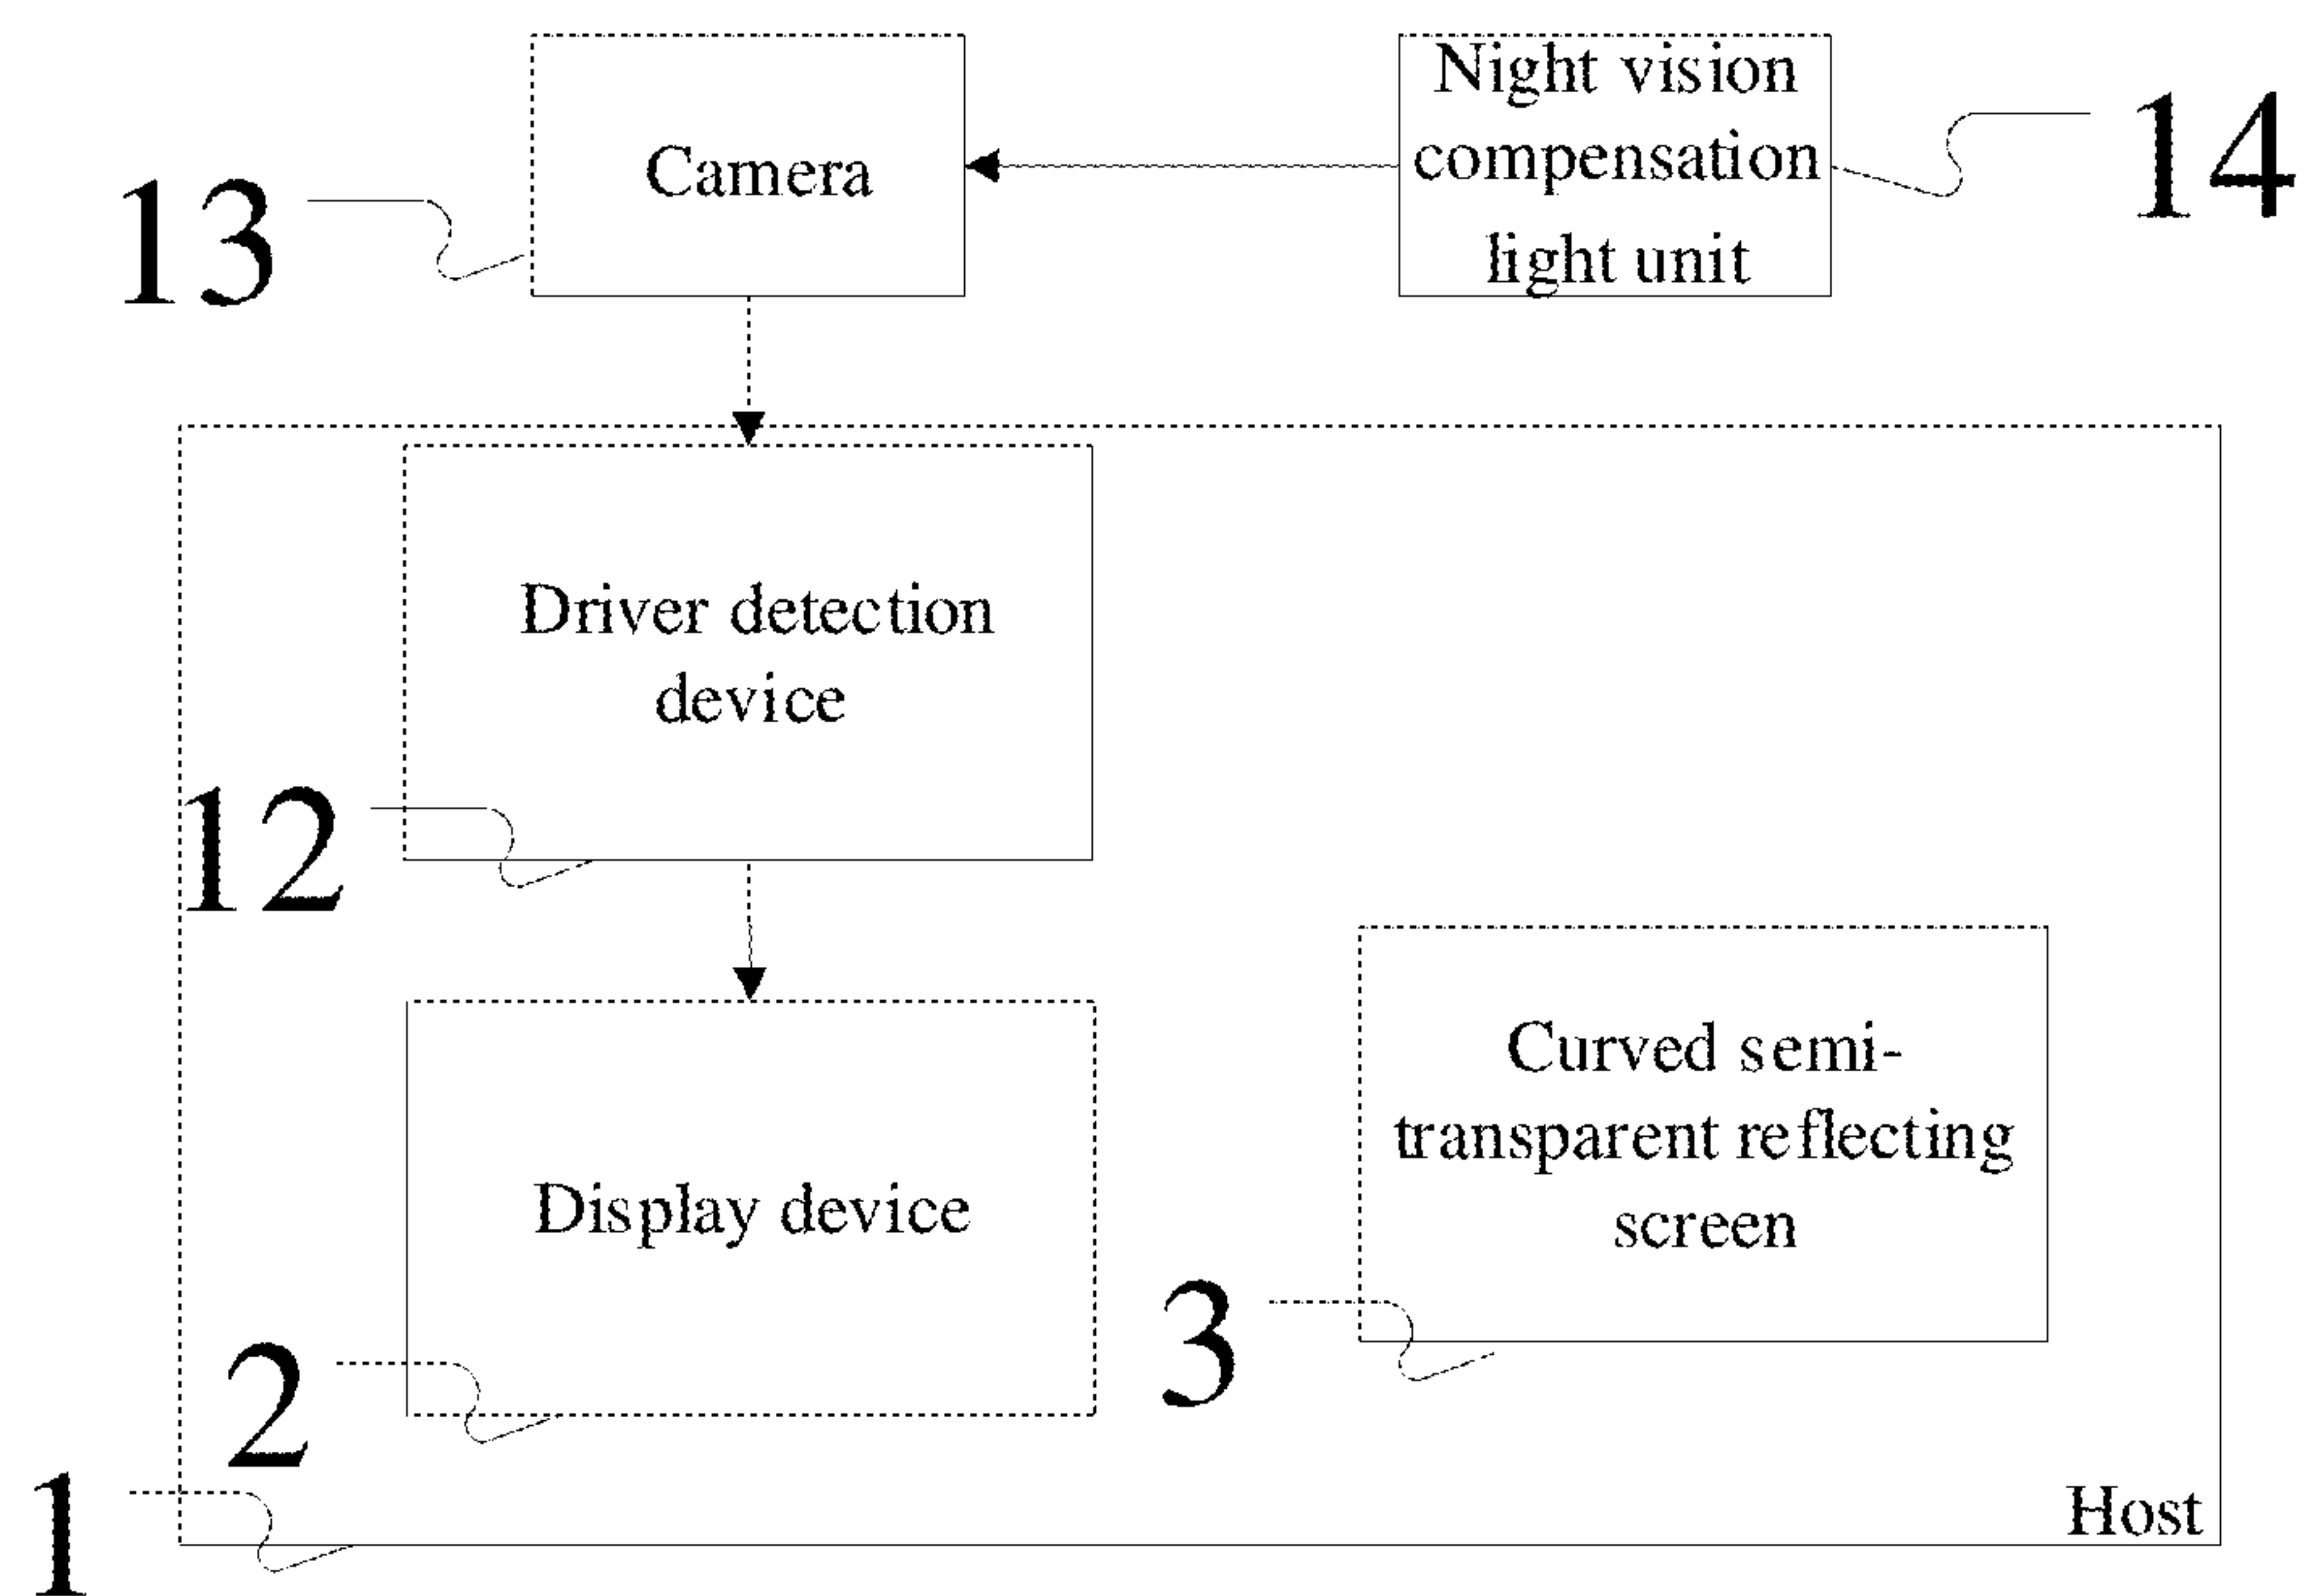 Night vision
compensation
light unit
Camera
14
13
Driver detection
device
12
Curved semi-
transparent reflecting
screen
Display device
3
2
1
Host